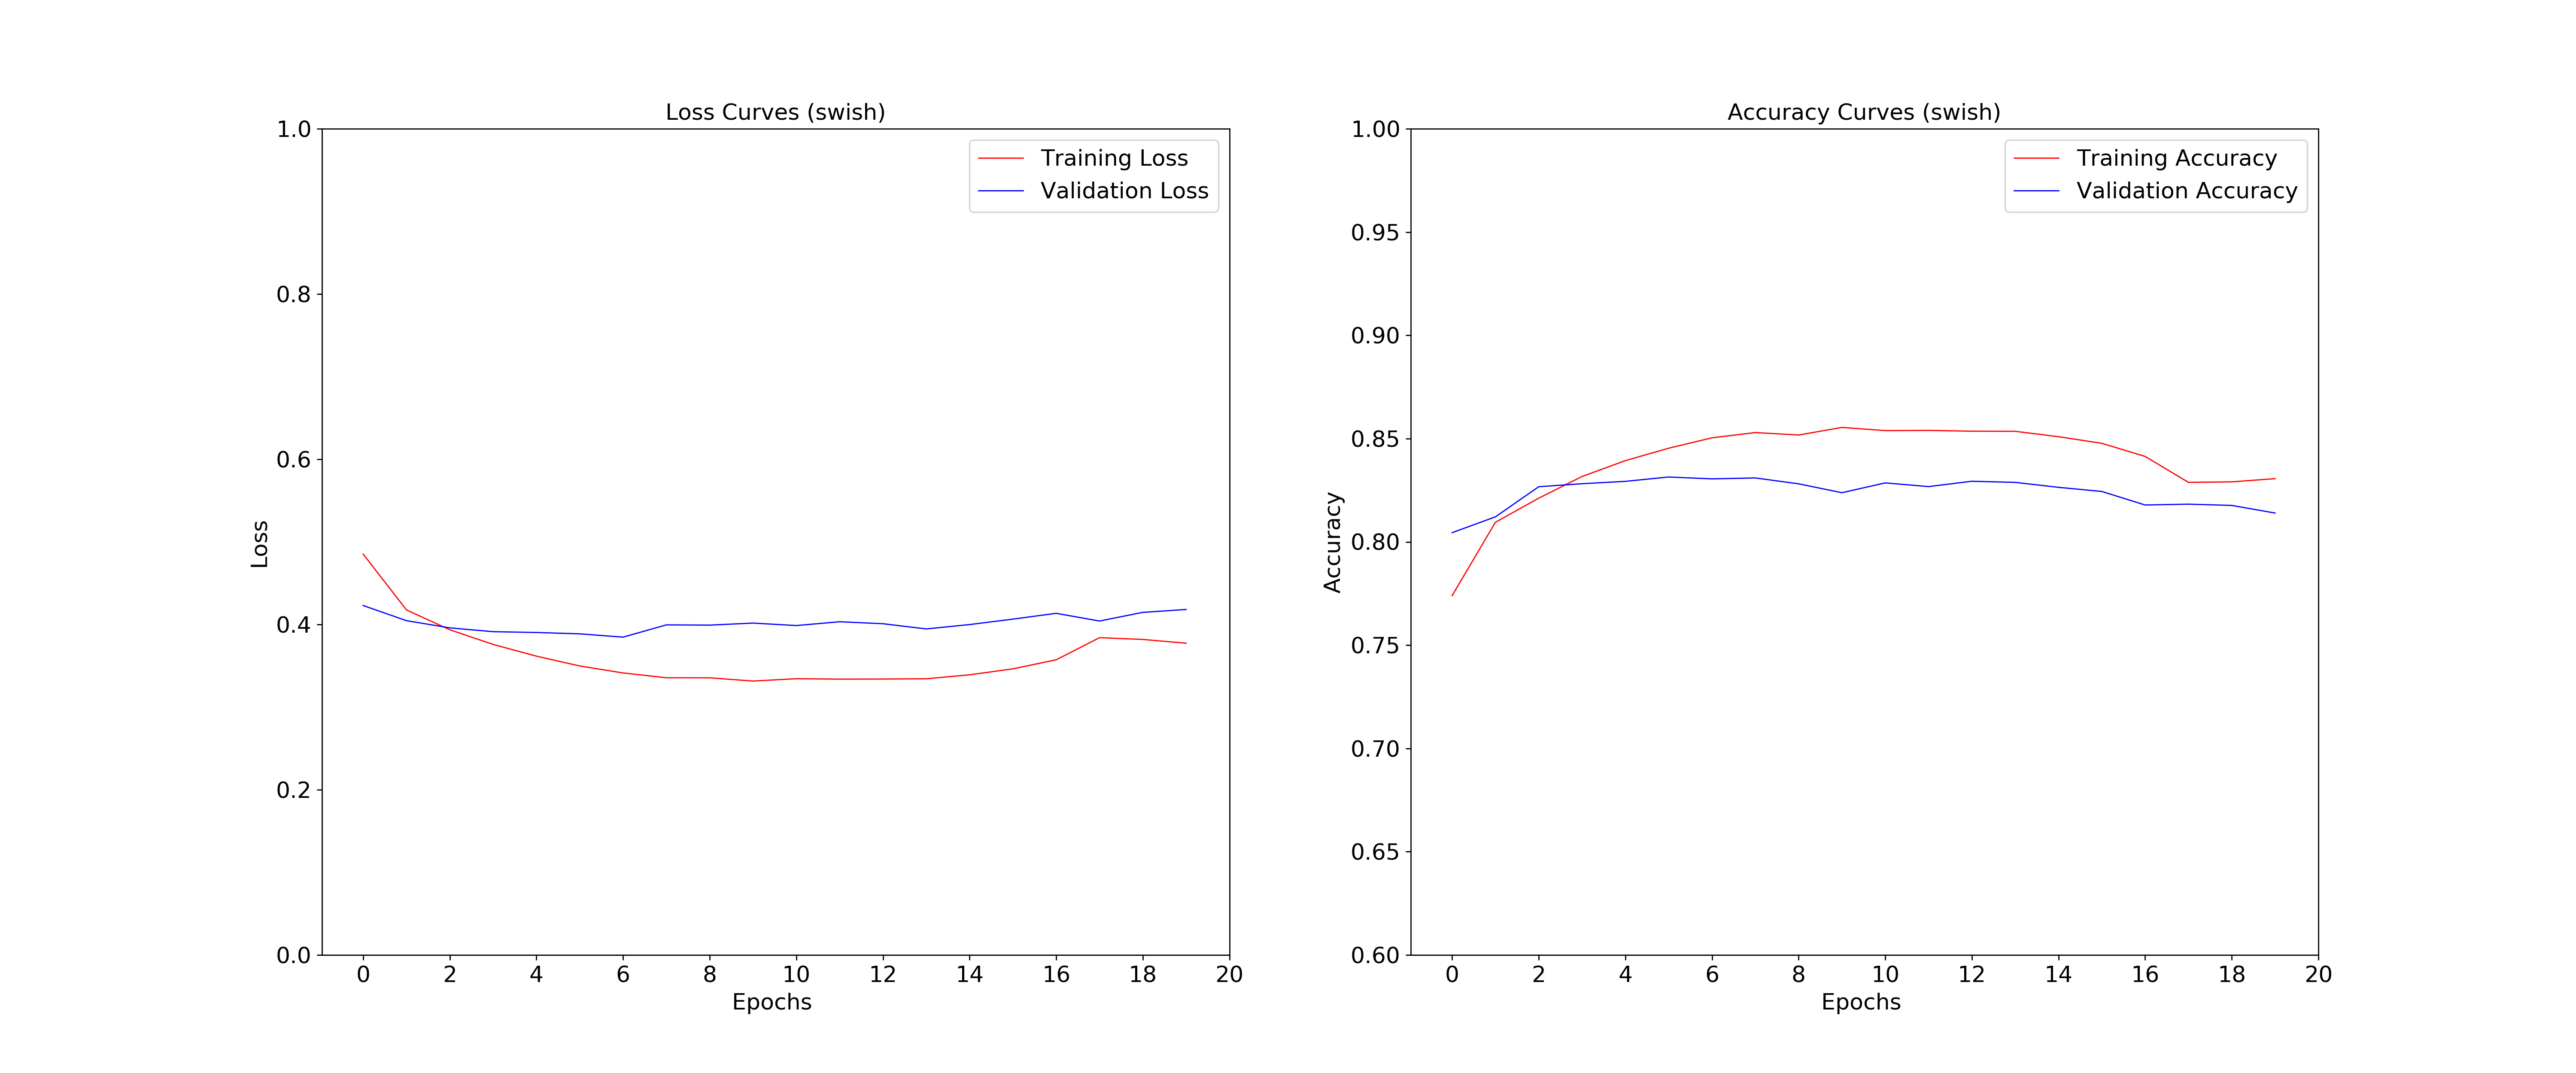 Loss Curves (swish)
1.0
0.8
0.6
0.4
0.2
0.0
Loss
Training Loss
Validation Loss
0 2 4 6 8 10 12 14 16 18 20
Epochs
Accuracy Curves (swish)
1.00
0.95
0.90
0.85
0.80
0.75
0.70
0.65
0.60
Accuracy
Training Accuracy
Validation Accuracy
0 2 4 6 8 10 12 14 16 18 20
Epochs